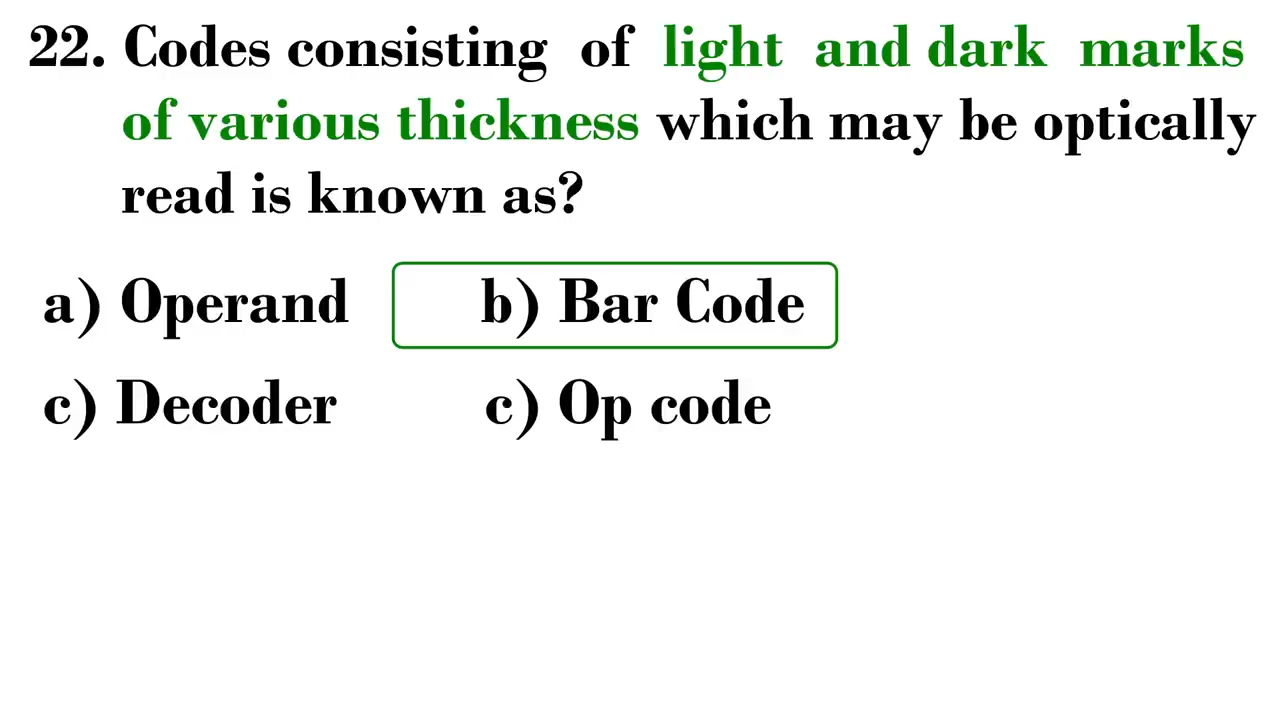 22. Codes consisting of light and dark marks
of various thickness which may be optically
read is known as?
a) Operand b) Bar Code
c) Decoder c) Op code